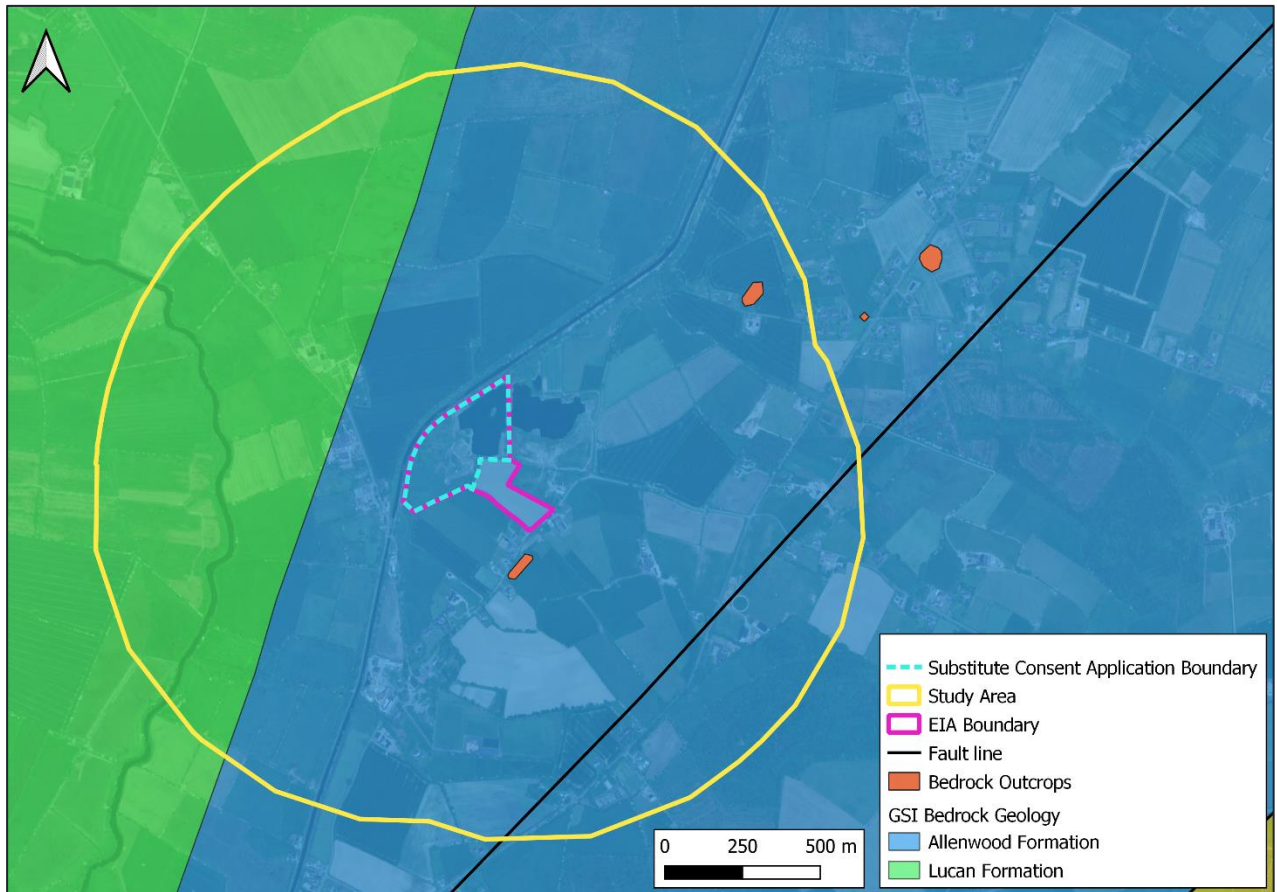 Substitute Consent Application Boundary
Study Area
EIA Boundary
Fault line
Bedrock Outcrops
GSI Bedrock Geology
Allenwood Formation
Lucan Formation
0 250 500 m